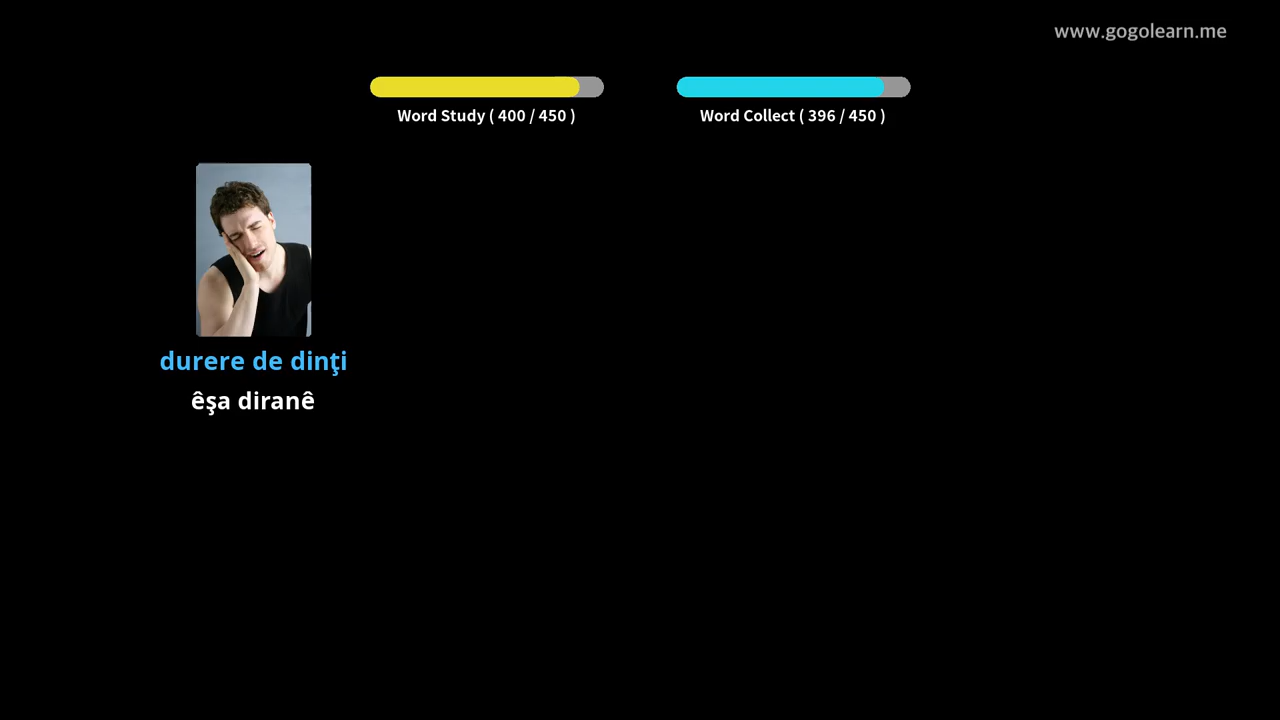 www.gogolearn.me
Word Study ( 400 / 450 )
Word Collect ( 396 / 450 )
durere de dinţi
êşa diranê